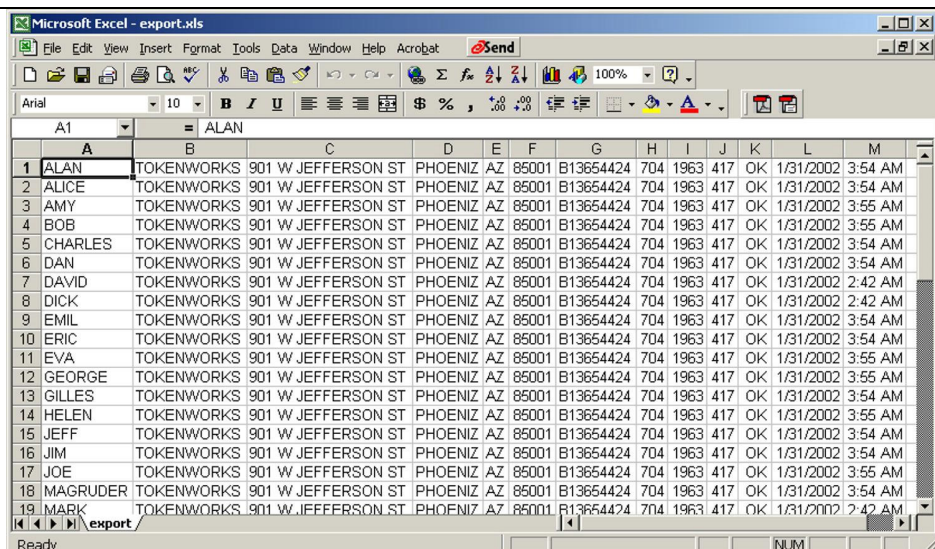 Microsoft Excel - export.xls
File Edit View Insert Format Tools Data Window Help Acrobat eSend
100%
Arial 10 B I U $ % ,
A1 = ALAN
A B C D E F G H I J K L M
1 ALAN TOKENWORKS 901 W JEFFERSON ST PHOENIZ AZ 85001 B13654424 704 1963 417 OK 1/31/2002 3:54 AM
2 ALICE TOKENWORKS 901 W JEFFERSON ST PHOENIZ AZ 85001 B13654424 704 1963 417 OK 1/31/2002 3:54 AM
3 AMY TOKENWORKS 901 W JEFFERSON ST PHOENIZ AZ 85001 B13654424 704 1963 417 OK 1/31/2002 3:55 AM
4 BOB TOKENWORKS 901 W JEFFERSON ST PHOENIZ AZ 85001 B13654424 704 1963 417 OK 1/31/2002 3:55 AM
5 CHARLES TOKENWORKS 901 W JEFFERSON ST PHOENIZ AZ 85001 B13654424 704 1963 417 OK 1/31/2002 3:54 AM
6 DAN TOKENWORKS 901 W JEFFERSON ST PHOENIZ AZ 85001 B13654424 704 1963 417 OK 1/31/2002 3:54 AM
7 DAVID TOKENWORKS 901 W JEFFERSON ST PHOENIZ AZ 85001 B13654424 704 1963 417 OK 1/31/2002 2:42 AM
8 DICK TOKENWORKS 901 W JEFFERSON ST PHOENIZ AZ 85001 B13654424 704 1963 417 OK 1/31/2002 2:42 AM
9 EMIL TOKENWORKS 901 W JEFFERSON ST PHOENIZ AZ 85001 B13654424 704 1963 417 OK 1/31/2002 3:54 AM
10 ERIC TOKENWORKS 901 W JEFFERSON ST PHOENIZ AZ 85001 B13654424 704 1963 417 OK 1/31/2002 3:54 AM
11 EVA TOKENWORKS 901 W JEFFERSON ST PHOENIZ AZ 85001 B13654424 704 1963 417 OK 1/31/2002 3:55 AM
12 GEORGE TOKENWORKS 901 W JEFFERSON ST PHOENIZ AZ 85001 B13654424 704 1963 417 OK 1/31/2002 3:55 AM
13 GILLES TOKENWORKS 901 W JEFFERSON ST PHOENIZ AZ 85001 B13654424 704 1963 417 OK 1/31/2002 3:54 AM
14 HELEN TOKENWORKS 901 W JEFFERSON ST PHOENIZ AZ 85001 B13654424 704 1963 417 OK 1/31/2002 3:55 AM
15 JEFF TOKENWORKS 901 W JEFFERSON ST PHOENIZ AZ 85001 B13654424 704 1963 417 OK 1/31/2002 3:54 AM
16 JIM TOKENWORKS 901 W JEFFERSON ST PHOENIZ AZ 85001 B13654424 704 1963 417 OK 1/31/2002 3:54 AM
17 JOE TOKENWORKS 901 W JEFFERSON ST PHOENIZ AZ 85001 B13654424 704 1963 417 OK 1/31/2002 3:55 AM
18 MAGRUDER TOKENWORKS 901 W JEFFERSON ST PHOENIZ AZ 85001 B13654424 704 1963 417 OK 1/31/2002 3:54 AM
19 MARK TOKENWORKS 901 W JEFFERSON ST PHOENIZ AZ 85001 B13654424 704 1963 417 OK 1/31/2002 2:42 AM
export
Ready NUM